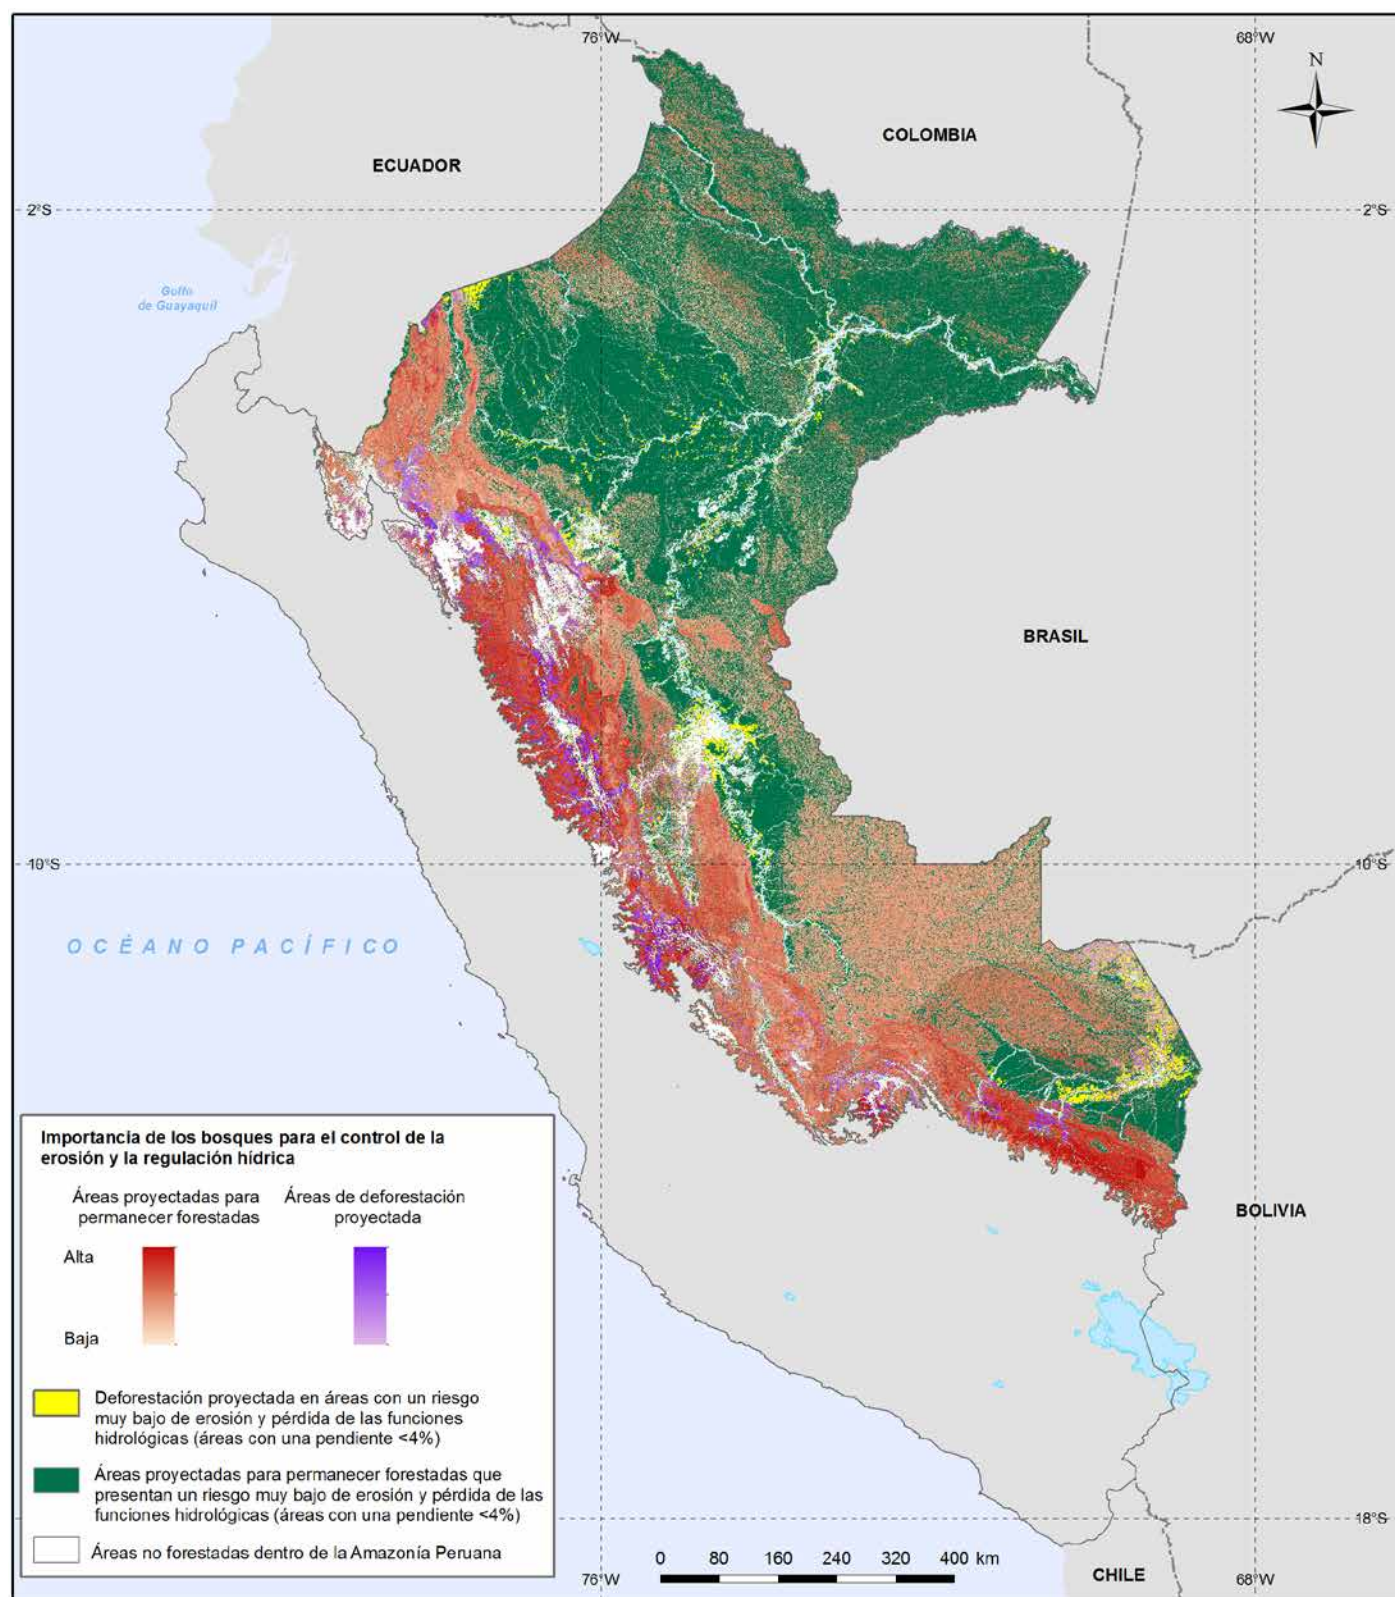 76°W
68°W
N
COLOMBIA
ECUADOR
2°S
2°S
Golfo
de Guayaquil
BRASIL
10°S
10°S
OCÉANO PACÍFICO
BOLIVIA
Importancia de los bosques para el control de la
erosión y la regulación hídrica
Áreas proyectadas para
permanecer forestadas
Áreas de deforestación
proyectada
Alta
Baja
Deforestación proyectada en áreas con un riesgo
muy bajo de erosión y pérdida de las funciones
hidrológicas (áreas con una pendiente <4%)
Áreas proyectadas para permanecer forestadas que
presentan un riesgo muy bajo de erosión y pérdida de las
funciones hidrológicas (áreas con una pendiente <4%)
Áreas no forestadas dentro de la Amazonía Peruana
18°S
0 80 160 240 320 400 km
76°W
CHILE
68°W